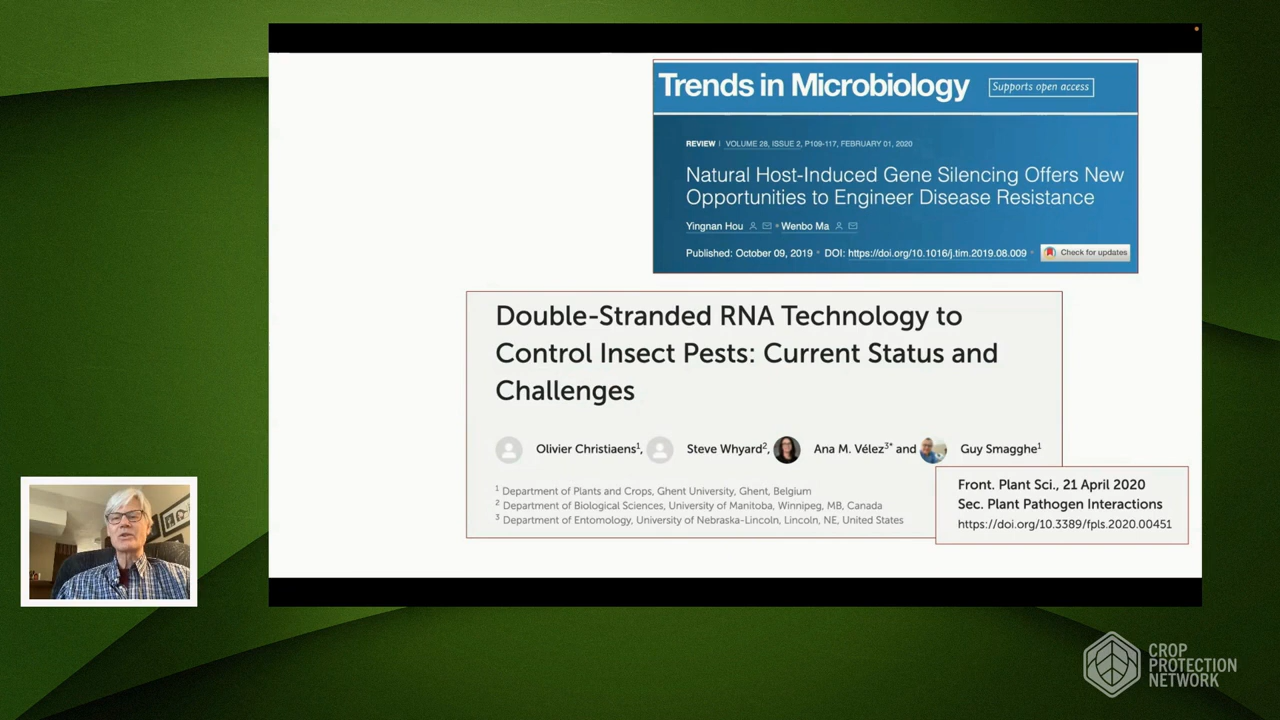 Trends in Microbiology
Supports open access
REVIEW | VOLUME 28, ISSUE 2, P109-117, FEBRUARY 01, 2020
Natural Host-Induced Gene Silencing Offers New
Opportunities to Engineer Disease Resistance
Yingnan Hou • Wenbo Ma
Published: October 09, 2019 • DOI: https://doi.org/10.1016/j.tim.2019.08.009 •
Check for updates
Double-Stranded RNA Technology to
Control Insect Pests: Current Status and
Challenges
Olivier Christiaens1, Steve Whyard2, Ana M. Vélez3* and Guy Smagghe1
1 Department of Plants and Crops, Ghent University, Ghent, Belgium
2 Department of Biological Sciences, University of Manitoba, Winnipeg, MB, Canada
3 Department of Entomology, University of Nebraska-Lincoln, Lincoln, NE, United States
Front. Plant Sci., 21 April 2020
Sec. Plant Pathogen Interactions
https://doi.org/10.3389/fpls.2020.00451
CROP
PROTECTION
NETWORK